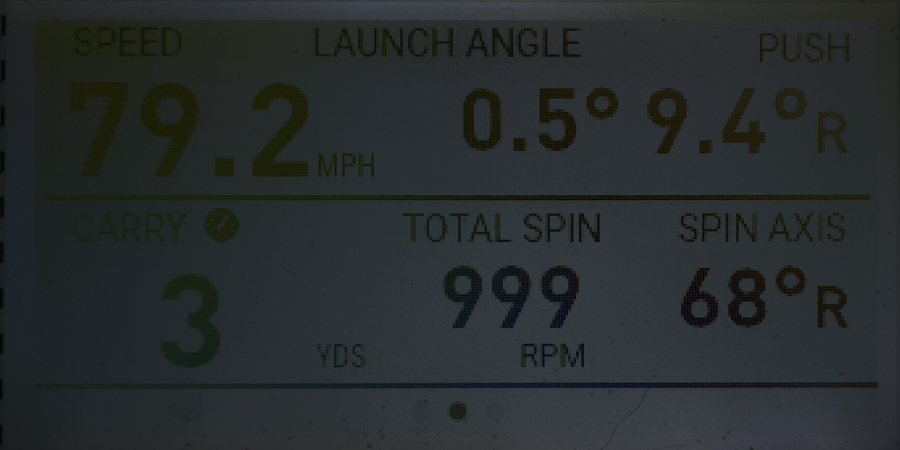 SPEED LAUNCH ANGLE PUSH
79.2 MPH 0.5° 9.4° R
CARRY TOTAL SPIN SPIN AXIS
3 YDS 999 RPM 68° R